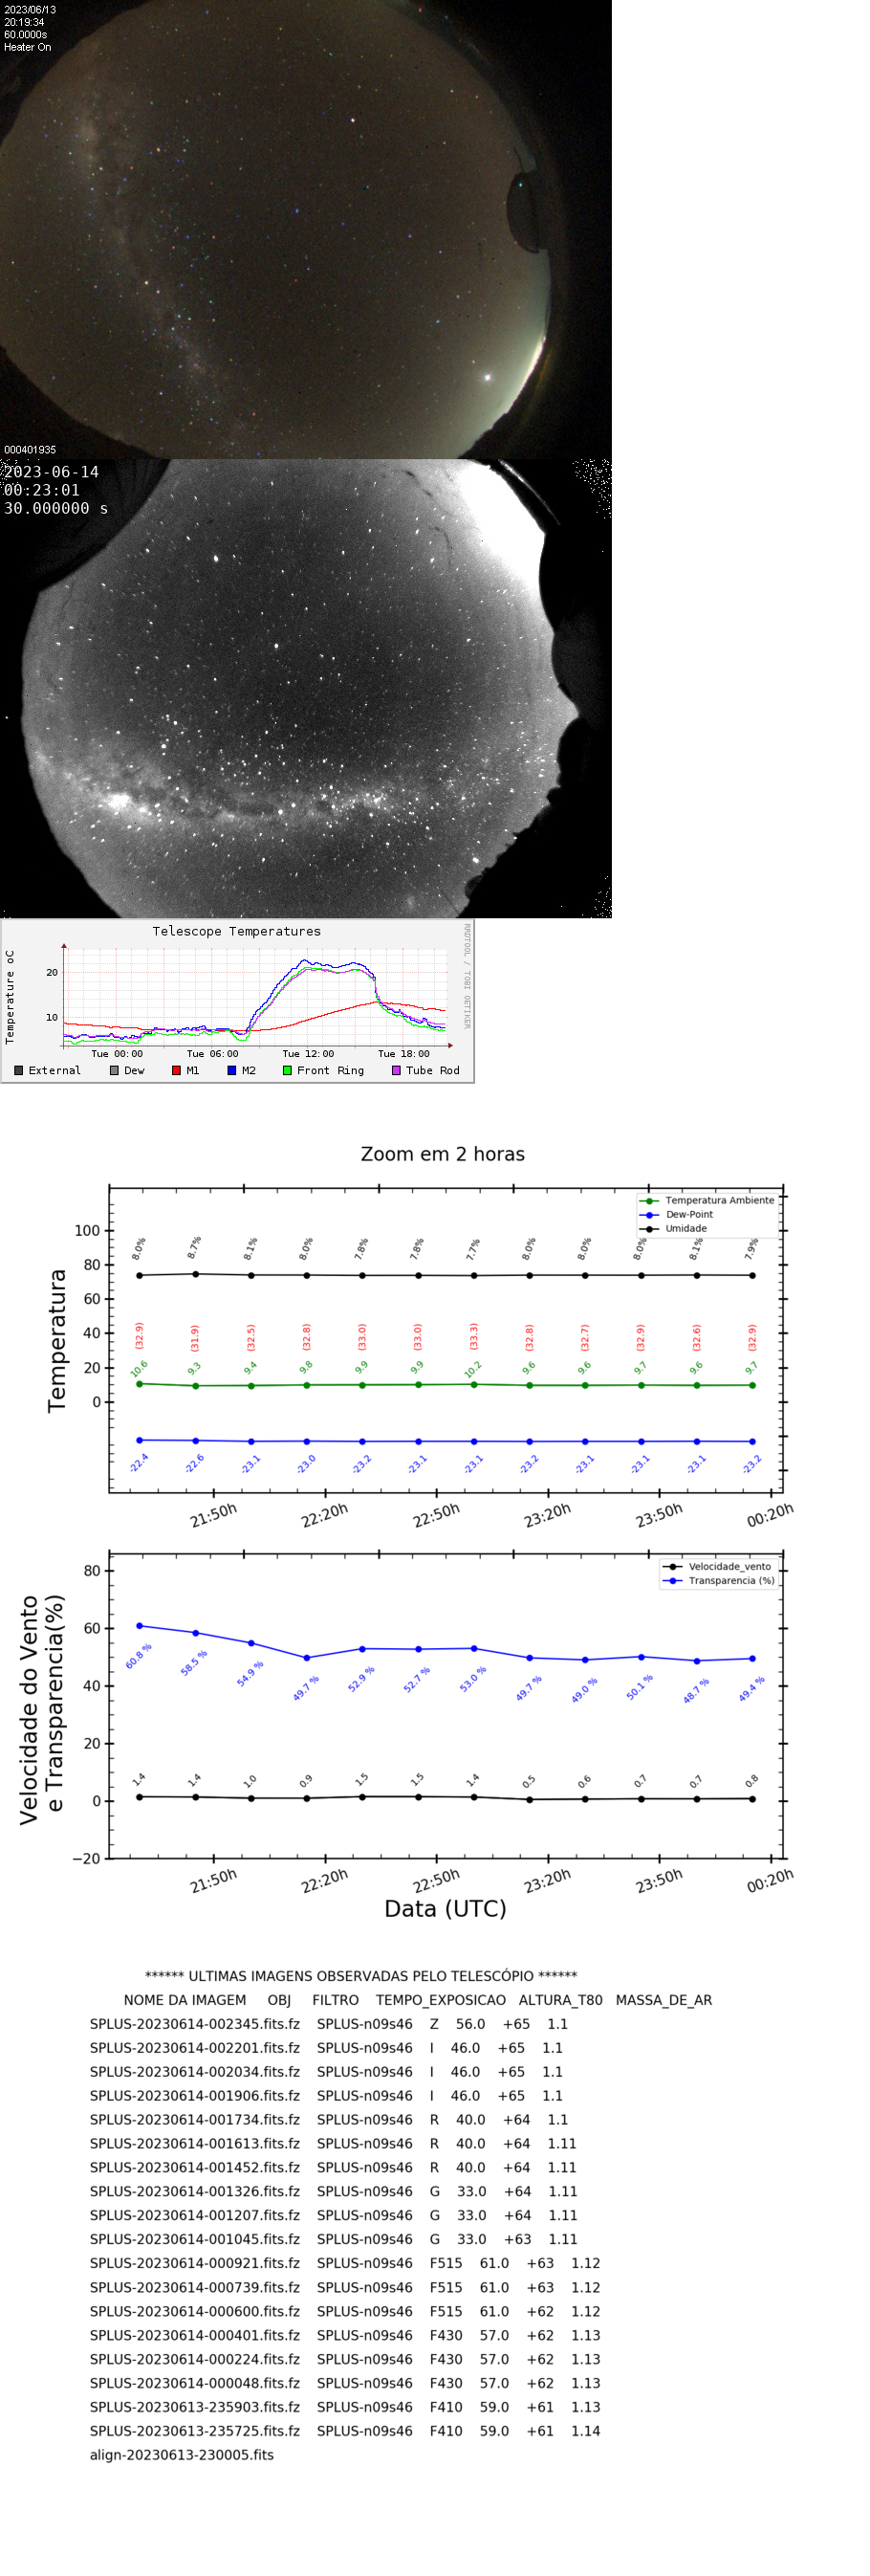 2023/06/13
20:19:34
60.0000s
Heater On
000401935
2023-06-14
00:23:01
30.000000 s
Telescope Temperatures
RRDTOOL / TOBI OETIKER
Temperature oC
20
10
Tue 00:00 Tue 06:00 Tue 12:00 Tue 18:00
External Dew M1 M2 Front Ring Tube Rod
Zoom em 2 horas
Temperatura Ambiente
Dew-Point
Umidade
Temperatura
100
80
60
40
20
0
8.0% 8.7% 8.1% 8.0% 7.8% 7.8% 7.7% 8.0% 8.0% 8.0% 8.1% 7.9%
(32.9) (31.9) (32.5) (32.8) (33.0) (33.0) (33.3) (32.8) (32.7) (32.9) (32.6) (32.9)
10.6 9.3 9.4 9.8 9.9 9.9 10.2 9.6 9.6 9.7 9.6 9.7
-22.4 -22.6 -23.1 -23.0 -23.2 -23.1 -23.1 -23.2 -23.1 -23.1 -23.1 -23.2
21:50h 22:20h 22:50h 23:20h 23:50h 00:20h
Velocidade_vento
Transparencia (%)
Velocidade do Vento
e Transparencia(%)
80
60
40
20
0
−20
60.8 % 58.5 % 54.9 % 49.7 % 52.9 % 52.7 % 53.0 % 49.7 % 49.0 % 50.1 % 48.7 % 49.4 %
1.4 1.4 1.0 0.9 1.5 1.5 1.4 0.5 0.6 0.7 0.7 0.8
21:50h 22:20h 22:50h 23:20h 23:50h 00:20h
Data (UTC)
****** ULTIMAS IMAGENS OBSERVADAS PELO TELESCÓPIO ******
NOME DA IMAGEM OBJ FILTRO TEMPO_EXPOSICAO ALTURA_T80 MASSA_DE_AR
SPLUS-20230614-002345.fits.fz SPLUS-n09s46 Z 56.0 +65 1.1
SPLUS-20230614-002201.fits.fz SPLUS-n09s46 I 46.0 +65 1.1
SPLUS-20230614-002034.fits.fz SPLUS-n09s46 I 46.0 +65 1.1
SPLUS-20230614-001906.fits.fz SPLUS-n09s46 I 46.0 +65 1.1
SPLUS-20230614-001734.fits.fz SPLUS-n09s46 R 40.0 +64 1.1
SPLUS-20230614-001613.fits.fz SPLUS-n09s46 R 40.0 +64 1.11
SPLUS-20230614-001452.fits.fz SPLUS-n09s46 R 40.0 +64 1.11
SPLUS-20230614-001326.fits.fz SPLUS-n09s46 G 33.0 +64 1.11
SPLUS-20230614-001207.fits.fz SPLUS-n09s46 G 33.0 +64 1.11
SPLUS-20230614-001045.fits.fz SPLUS-n09s46 G 33.0 +63 1.11
SPLUS-20230614-000921.fits.fz SPLUS-n09s46 F515 61.0 +63 1.12
SPLUS-20230614-000739.fits.fz SPLUS-n09s46 F515 61.0 +63 1.12
SPLUS-20230614-000600.fits.fz SPLUS-n09s46 F515 61.0 +62 1.12
SPLUS-20230614-000401.fits.fz SPLUS-n09s46 F430 57.0 +62 1.13
SPLUS-20230614-000224.fits.fz SPLUS-n09s46 F430 57.0 +62 1.13
SPLUS-20230614-000048.fits.fz SPLUS-n09s46 F430 57.0 +62 1.13
SPLUS-20230613-235903.fits.fz SPLUS-n09s46 F410 59.0 +61 1.13
SPLUS-20230613-235725.fits.fz SPLUS-n09s46 F410 59.0 +61 1.14
align-20230613-230005.fits